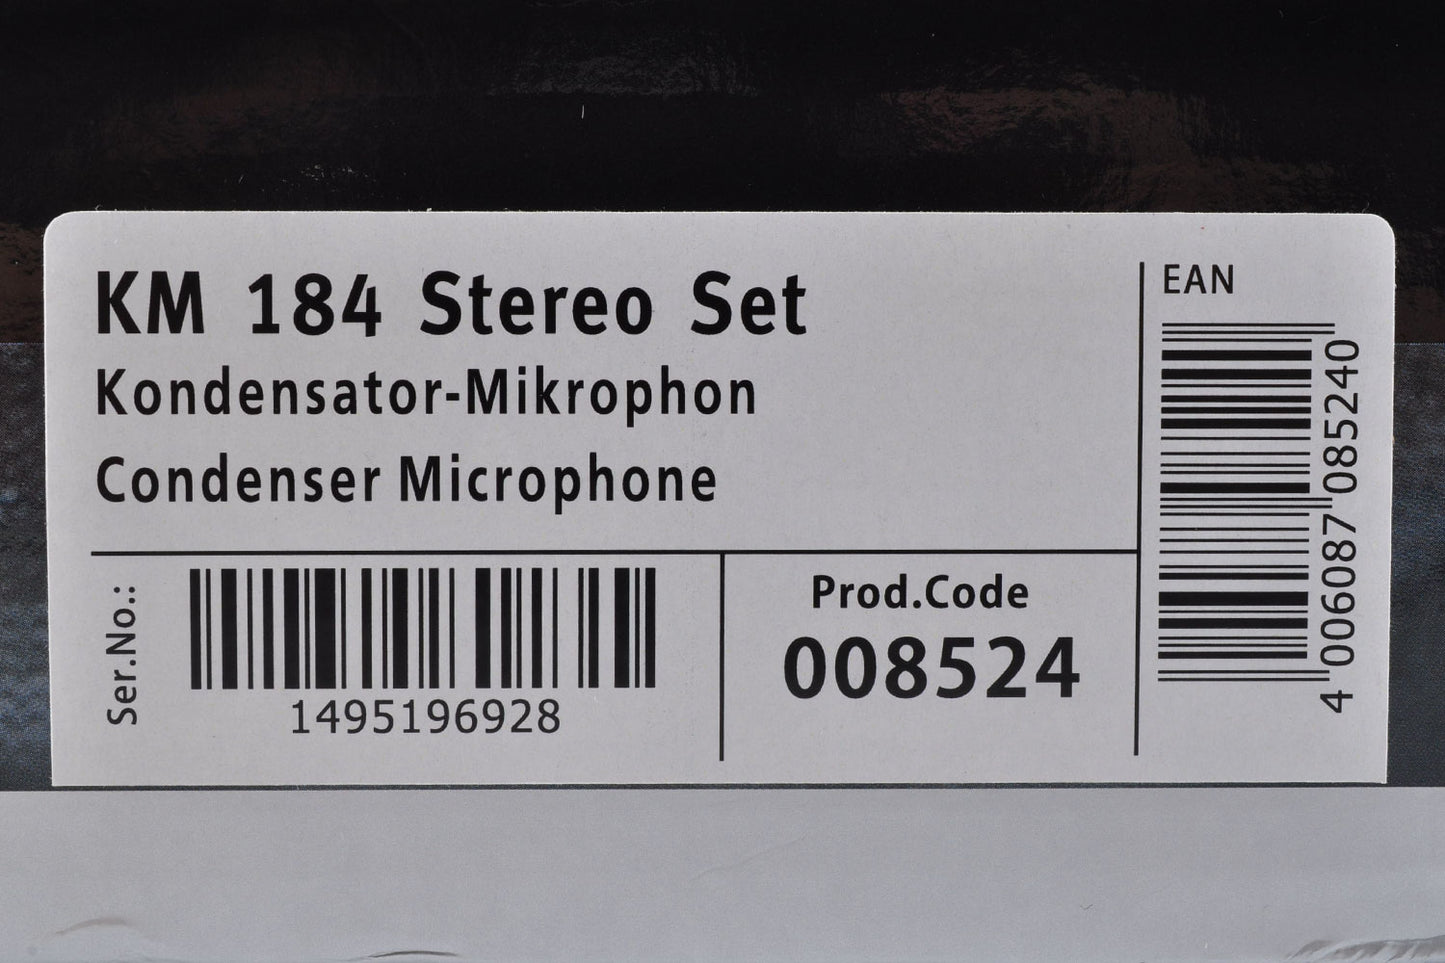 KM 184 Stereo Set
Kondensator-Mikrophon
Condenser Microphone
Ser.No.:
1495196928
Prod.Code
008524
EAN
4 006087 085240